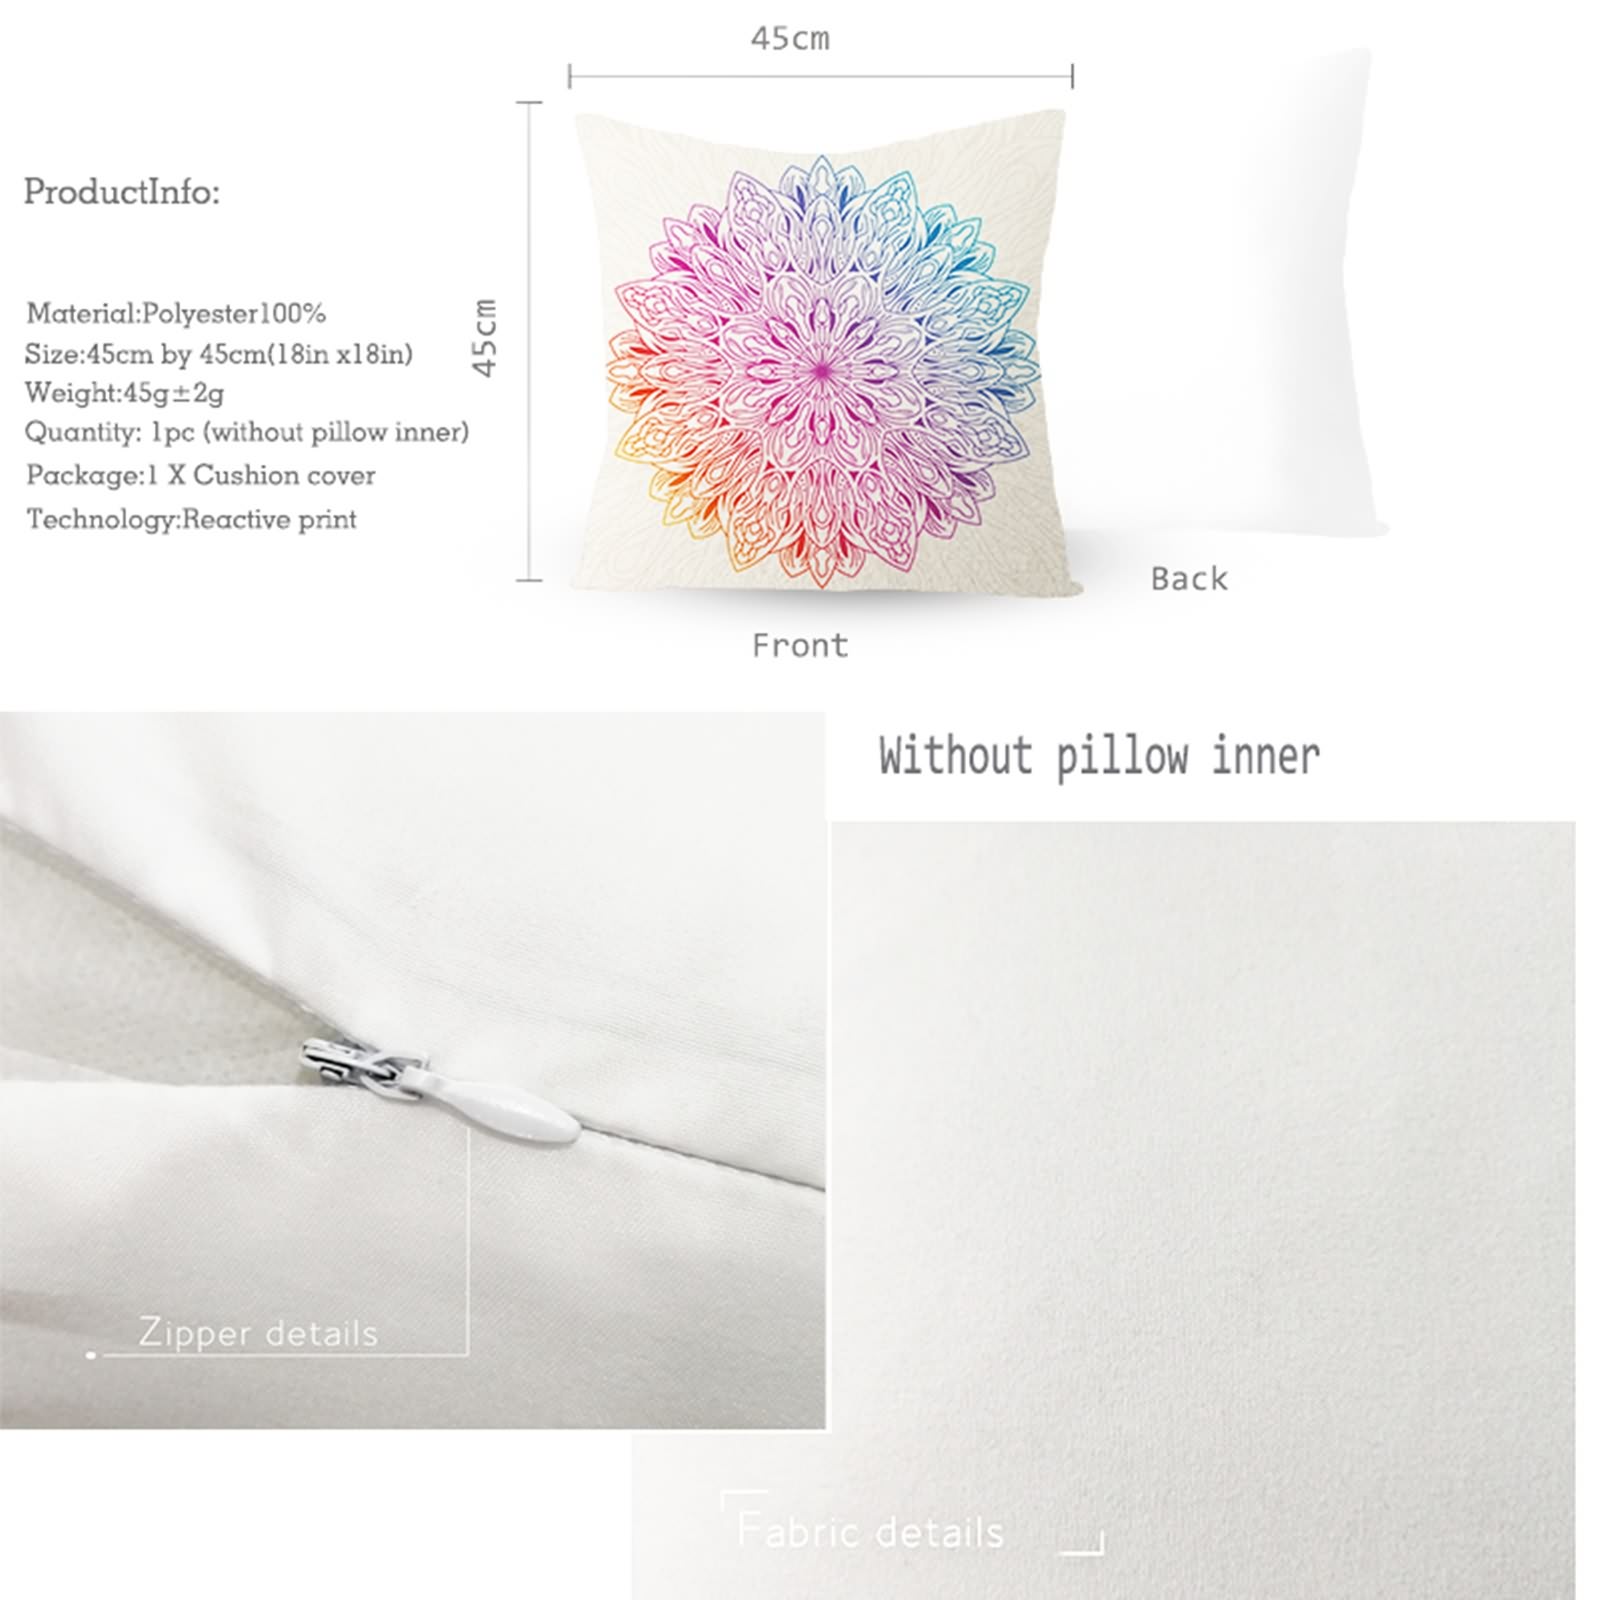 45cm
45cm
ProductInfo:
Material:Polyester100%
Size:45cm by 45cm(18in x18in)
Weight:45g±2g
Quantity: 1pc (without pillow inner)
Package:1 X Cushion cover
Technology:Reactive print
Back
Front
Without pillow inner
Zipper details
Fabric details